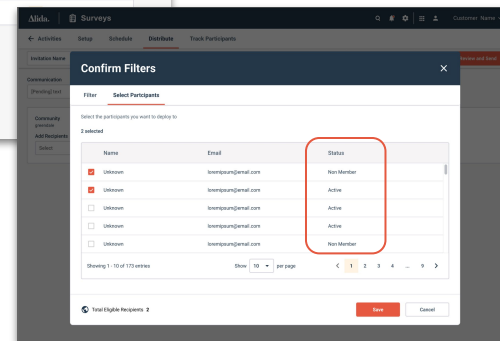 Alida. Surveys Customer Name
Activities Setup Schedule Distribute Track Participants
Invitation Name
Review and Send
Communication
[Pending] test
Community
Add Recipients
Select
Confirm Filters
Filter Select Partcipants
Select the participants you want to deploy to
2 selected
Name Email Status
Unknown loremipsum@email.com Non Member
Unknown loremipsum@email.com Active
Unknown loremipsum@email.com Active
Unknown loremipsum@email.com Active
Unknown loremipsum@email.com Non Member
Showing 1 - 10 of 173 entries Show 10 per page 1 2 3 4 ... 9
Total Eligible Recipients 2 Save Cancel